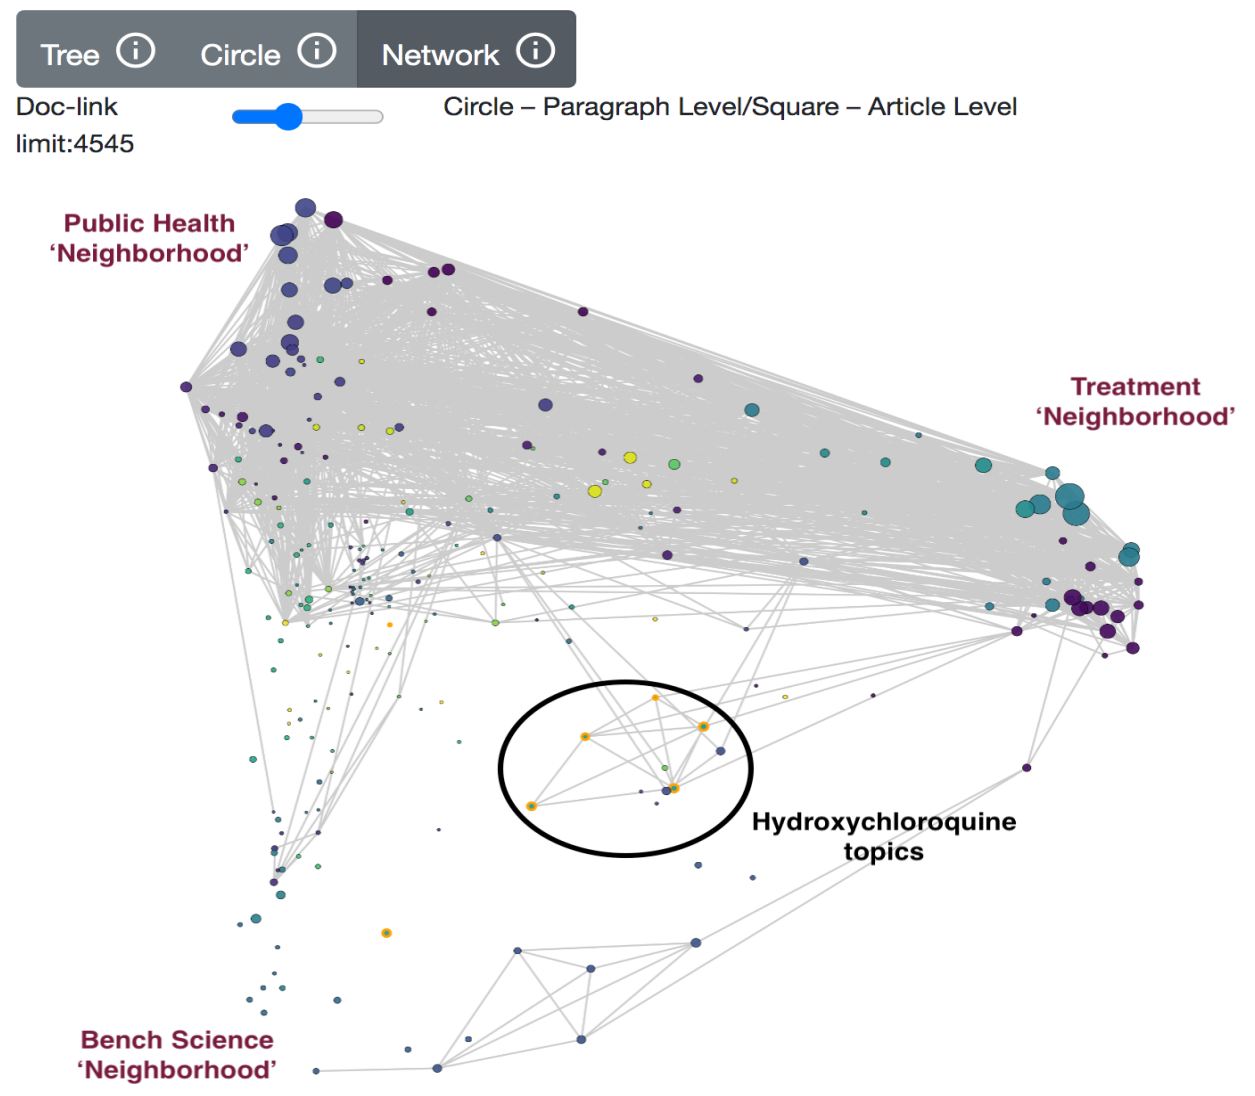 Tree Circle Network
Doc-link
limit:4545
Circle – Paragraph Level/Square – Article Level
Public Health
‘Neighborhood’
Treatment
‘Neighborhood’
Hydroxychloroquine
topics
Bench Science
‘Neighborhood’